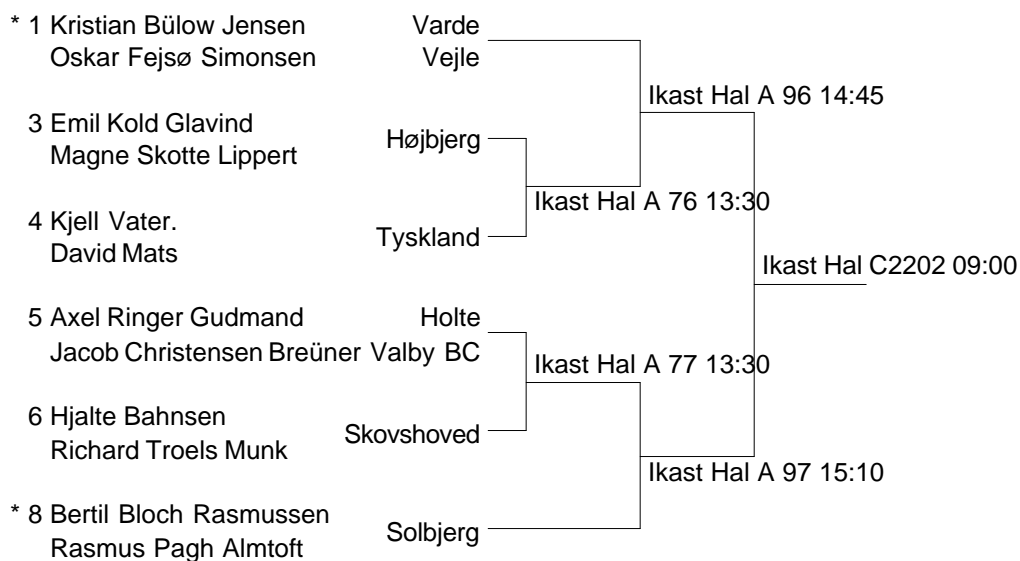 * 1 Kristian Bülow Jensen Varde
Oskar Fejsø Simonsen Vejle
Ikast Hal A 96 14:45
3 Emil Kold Glavind
Magne Skotte Lippert Højbjerg
Ikast Hal A 76 13:30
4 Kjell Vater.
David Mats Tyskland
Ikast Hal C2202 09:00
5 Axel Ringer Gudmand Holte
Jacob Christensen Breüner Valby BC
Ikast Hal A 77 13:30
6 Hjalte Bahnsen
Richard Troels Munk Skovshoved
Ikast Hal A 97 15:10
* 8 Bertil Bloch Rasmussen
Rasmus Pagh Almtoft Solbjerg